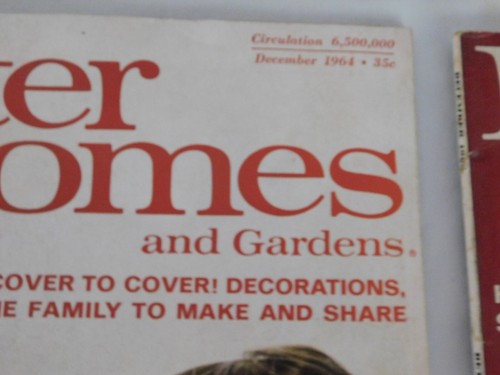 Circulation 6,500,000
December 1964 • 35c
ter
omes
and Gardens®
COVER TO COVER! DECORATIONS,
E FAMILY TO MAKE AND SHARE